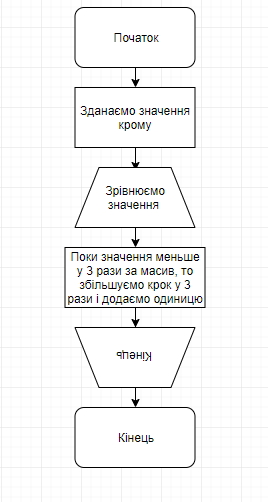 Початок
Зданаємо значення
крому
Зрівнюємо
значення
Поки значення меньше
у 3 рази за масив, то
збільшуємо крок у 3
рази і додаємо одиницю
Кінець
Кінець